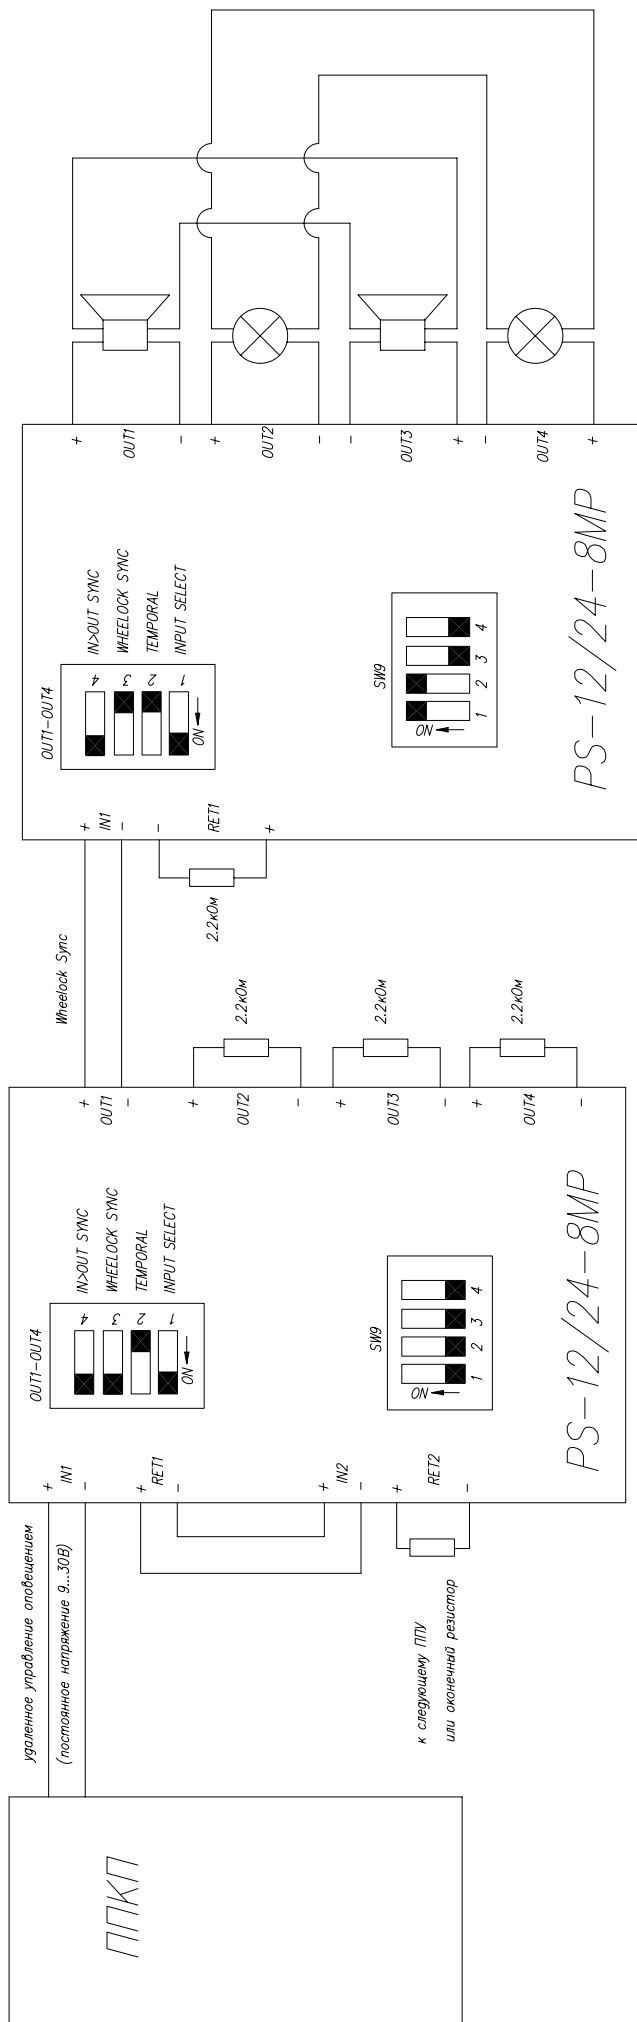 ППКП
удаленное управление оповещением
(постоянное напряжение 9...30В)
к следующему ППУ
или оконечный резистор
+ IN1 -
+ RET1 -
+ IN2 -
+ RET2 -
OUT1-OUT4
4 IN>OUT SYNC
3 WHEELOCK SYNC
2 TEMPORAL
1 INPUT SELECT
ON
SW9
ON
1 2 3 4
PS-12/24-8MP
+ OUT1 -
+ OUT2 -
+ OUT3 -
+ OUT4 -
2.2кОм
2.2кОм
2.2кОм
Wheelock Sync
2.2кОм
+ IN1 -
- RET1 +
OUT1-OUT4
4 IN>OUT SYNC
3 WHEELOCK SYNC
2 TEMPORAL
1 INPUT SELECT
ON
SW9
ON
1 2 3 4
PS-12/24-8MP
+ OUT1 -
+ OUT2 -
- OUT3 +
- OUT4 +